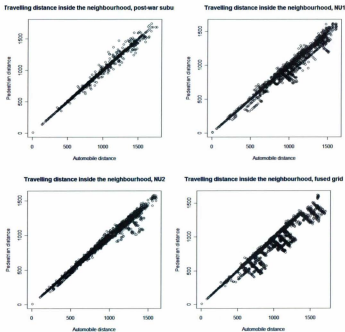 Travelling distance inside the neighbourhood, post-war subu
Pedestrian distance
0 500 1000 1500
0 500 1000 1500
Automobile distance
Travelling distance inside the neighbourhood, NU1
Pedestrian distance
0 500 1000 1500
0 500 1000 1500
Automobile distance
Travelling distance inside the neighbourhood, NU2
Pedestrian distance
0 500 1000 1500
0 500 1000 1500
Automobile distance
Travelling distance inside the neighbourhood, fused grid
Pedestrian distance
0 500 1000 1500
0 500 1000 1500
Automobile distance